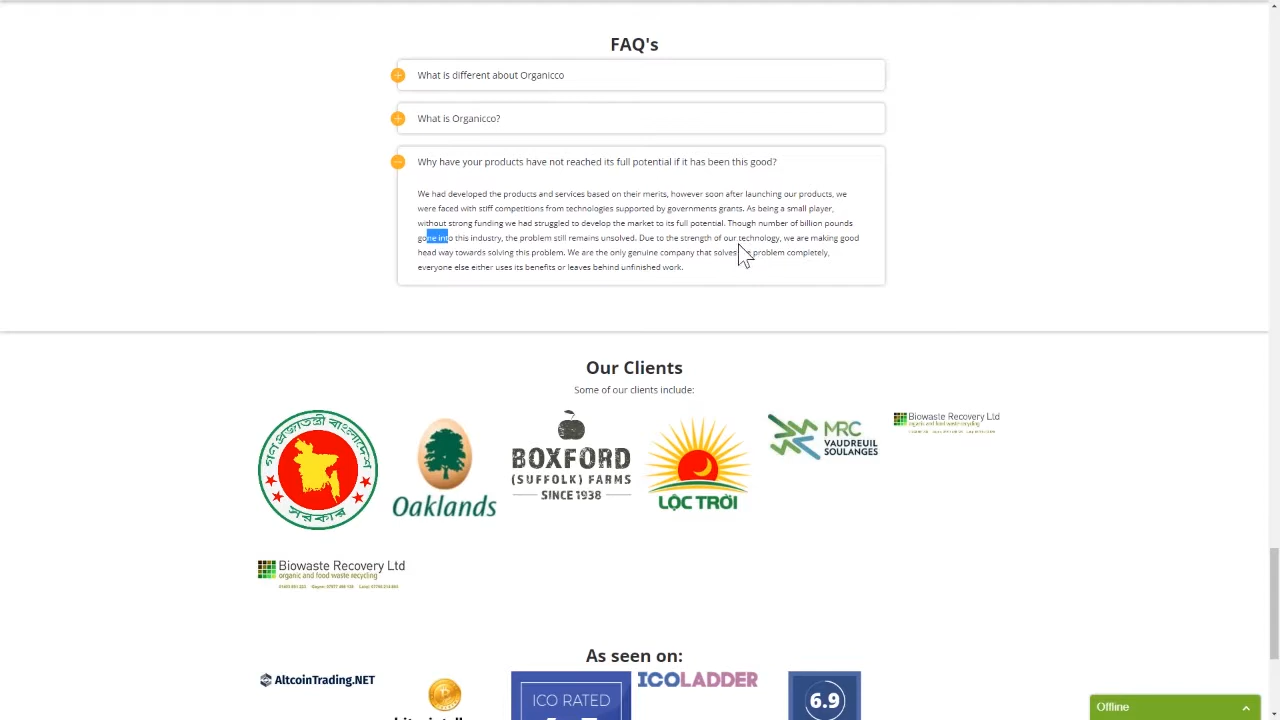 FAQ's
What is different about Organicco
What is Organicco?
Why have your products have not reached its full potential if it has been this good?
We had developed the products and services based on their merits, however soon after launching our products, we
were faced with stiff competitions from technologies supported by governments grants. As being a small player,
without strong funding we had struggled to develop the market to its full potential. Though number of billion pounds
gone into this industry, the problem still remains unsolved. Due to the strength of our technology, we are making good
head way towards solving this problem. We are the only genuine company that solves problem completely,
everyone else either uses its benefits or leaves behind unfinished work.
Our Clients
Some of our clients include:
গণপ্রজাতন্ত্রী বাংলাদেশ
সরকার
Oaklands
BOXFORD
(SUFFOLK) FARMS
SINCE 1938
LỘC TRỜI
MRC
VAUDREUIL
SOULANGES
Biowaste Recovery Ltd
organic and food waste recycling
Biowaste Recovery Ltd
organic and food waste recycling
As seen on:
AltcoinTrading.NET
ICO RATED
ICOLADDER
6.9
Offline